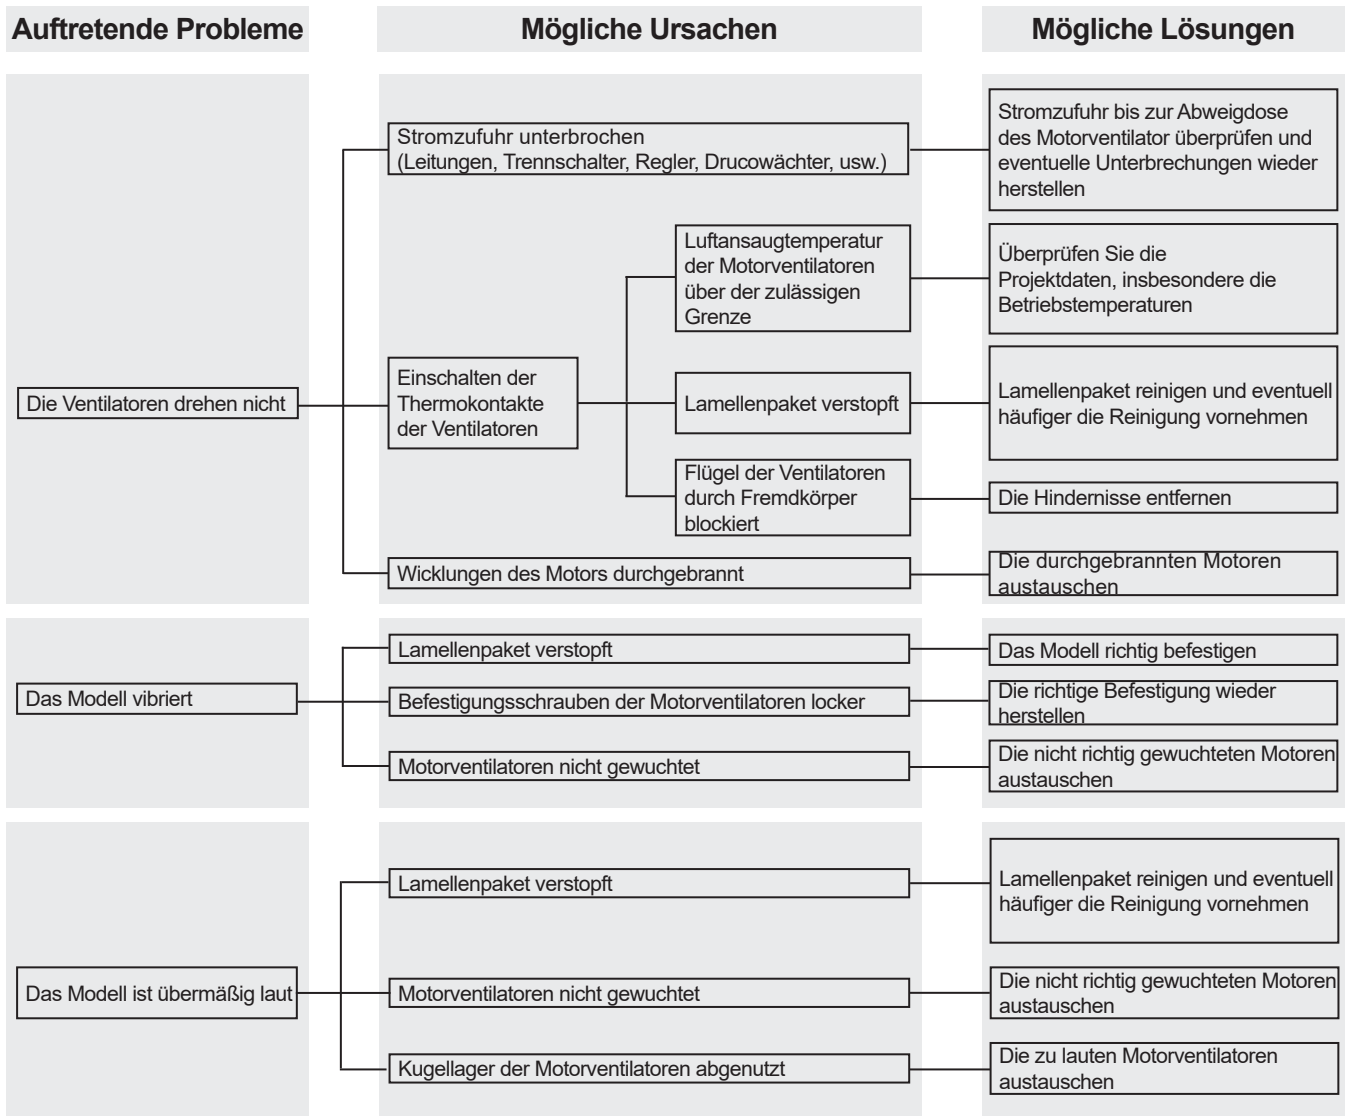 Auftretende Probleme
Mögliche Ursachen
Mögliche Lösungen
Die Ventilatoren drehen nicht
Stromzufuhr unterbrochen
(Leitungen, Trennschalter, Regler, Drucowächter, usw.)
Stromzufuhr bis zur Abweigdose
des Motorventilator überprüfen und
eventuelle Unterbrechungen wieder
herstellen
Einschalten der
Thermokontakte
der Ventilatoren
Luftansaugtemperatur
der Motorventilatoren
über der zulässigen
Grenze
Überprüfen Sie die
Projektdaten, insbesondere die
Betriebstemperaturen
Lamellenpaket verstopft
Lamellenpaket reinigen und eventuell
häufiger die Reinigung vornehmen
Flügel der Ventilatoren
durch Fremdkörper
blockiert
Die Hindernisse entfernen
Wicklungen des Motors durchgebrannt
Die durchgebrannten Motoren
austauschen
Das Modell vibriert
Lamellenpaket verstopft
Das Modell richtig befestigen
Befestigungsschrauben der Motorventilatoren locker
Die richtige Befestigung wieder
herstellen
Motorventilatoren nicht gewuchtet
Die nicht richtig gewuchteten Motoren
austauschen
Das Modell ist übermäßig laut
Lamellenpaket verstopft
Lamellenpaket reinigen und eventuell
häufiger die Reinigung vornehmen
Motorventilatoren nicht gewuchtet
Die nicht richtig gewuchteten Motoren
austauschen
Kugellager der Motorventilatoren abgenutzt
Die zu lauten Motorventilatoren
austauschen